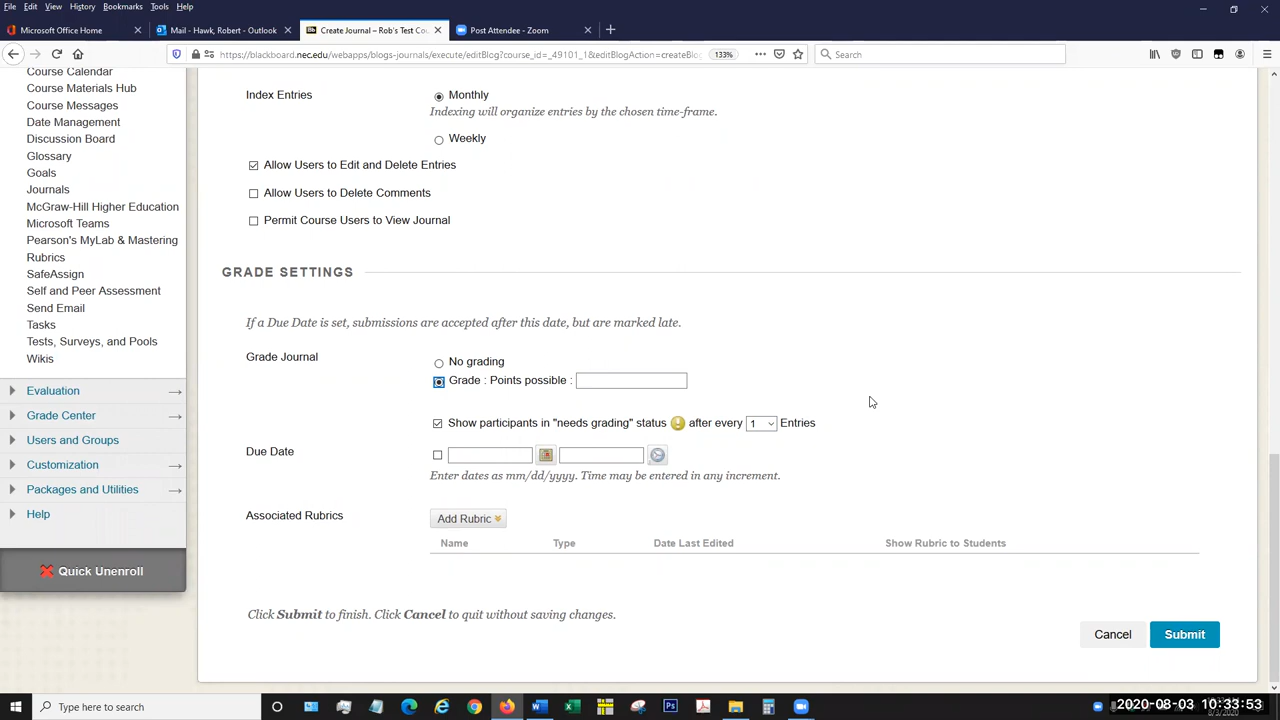 File Edit View History Bookmarks Tools Help
Microsoft Office Home
Mail - Hawk, Robert - Outlook
Create Journal – Rob's Test Co
Post Attendee - Zoom
https://blackboard.nec.edu/webapps/blogs-journals/execute/editBlog?course_id=_49101_1&editBlogAction=createBlo
133%
Search
Course Calendar
Course Materials Hub
Course Messages
Date Management
Discussion Board
Glossary
Goals
Journals
McGraw-Hill Higher Education
Microsoft Teams
Pearson's MyLab & Mastering
Rubrics
SafeAssign
Self and Peer Assessment
Send Email
Tasks
Tests, Surveys, and Pools
Wikis
Evaluation
Grade Center
Users and Groups
Customization
Packages and Utilities
Help
Quick Unenroll
Index Entries
Monthly
Indexing will organize entries by the chosen time-frame.
Weekly
Allow Users to Edit and Delete Entries
Allow Users to Delete Comments
Permit Course Users to View Journal
GRADE SETTINGS
If a Due Date is set, submissions are accepted after this date, but are marked late.
Grade Journal
No grading
Grade : Points possible :
Show participants in "needs grading" status after every 1 Entries
Due Date
Enter dates as mm/dd/yyyy. Time may be entered in any increment.
Associated Rubrics
Add Rubric
Name Type Date Last Edited Show Rubric to Students
Click Submit to finish. Click Cancel to quit without saving changes.
Cancel
Submit
Type here to search
2020-08-03 10:33:53